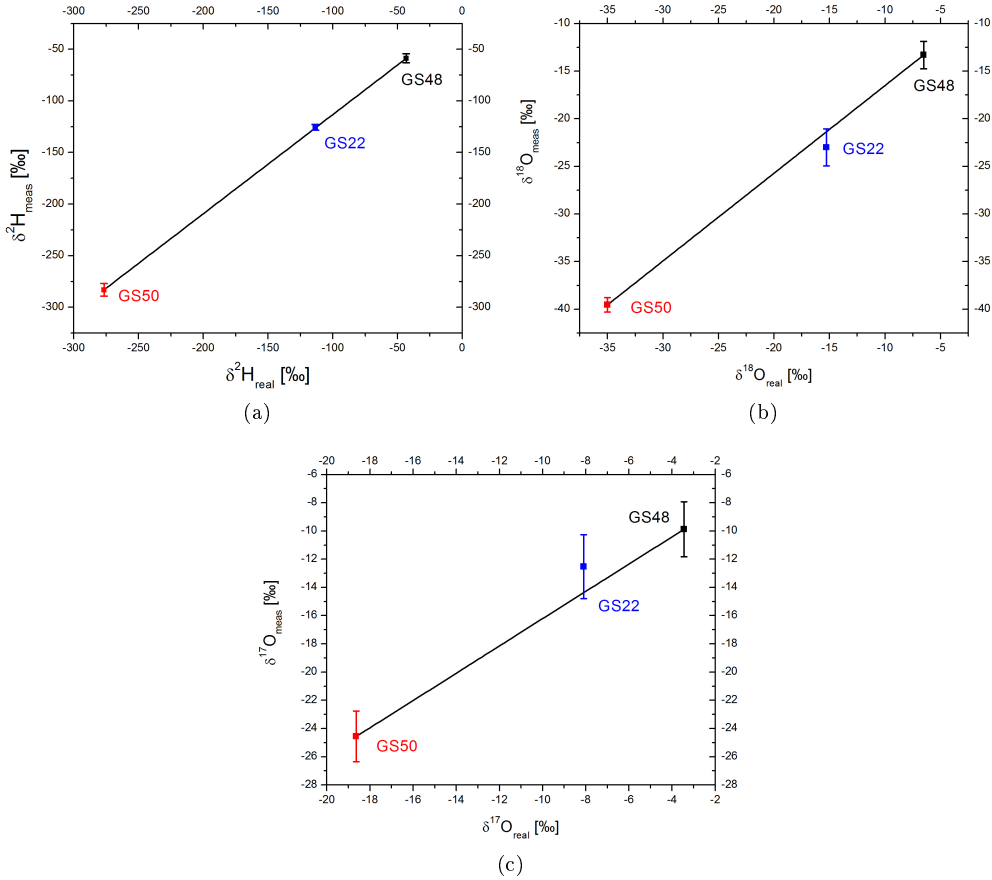 -300 -250 -200 -150 -100 -50 0
-50 -100 -150 -200 -250 -300
-50 -100 -150 -200 -250 -300
GS48
GS22
GS50
δ²H_meas [‰]
-300 -250 -200 -150 -100 -50 0
δ²H_real [‰]
(a)
-35 -30 -25 -20 -15 -10 -5
-10 -15 -20 -25 -30 -35 -40
-10 -15 -20 -25 -30 -35 -40
GS48
GS22
GS50
δ¹⁸O_meas [‰]
-35 -30 -25 -20 -15 -10 -5
δ¹⁸O_real [‰]
(b)
-20 -18 -16 -14 -12 -10 -8 -6 -4 -2
-6 -8 -10 -12 -14 -16 -18 -20 -22 -24 -26 -28
-6 -8 -10 -12 -14 -16 -18 -20 -22 -24 -26 -28
GS48
GS22
GS50
δ¹⁷O_meas [‰]
-20 -18 -16 -14 -12 -10 -8 -6 -4 -2
δ¹⁷O_real [‰]
(c)